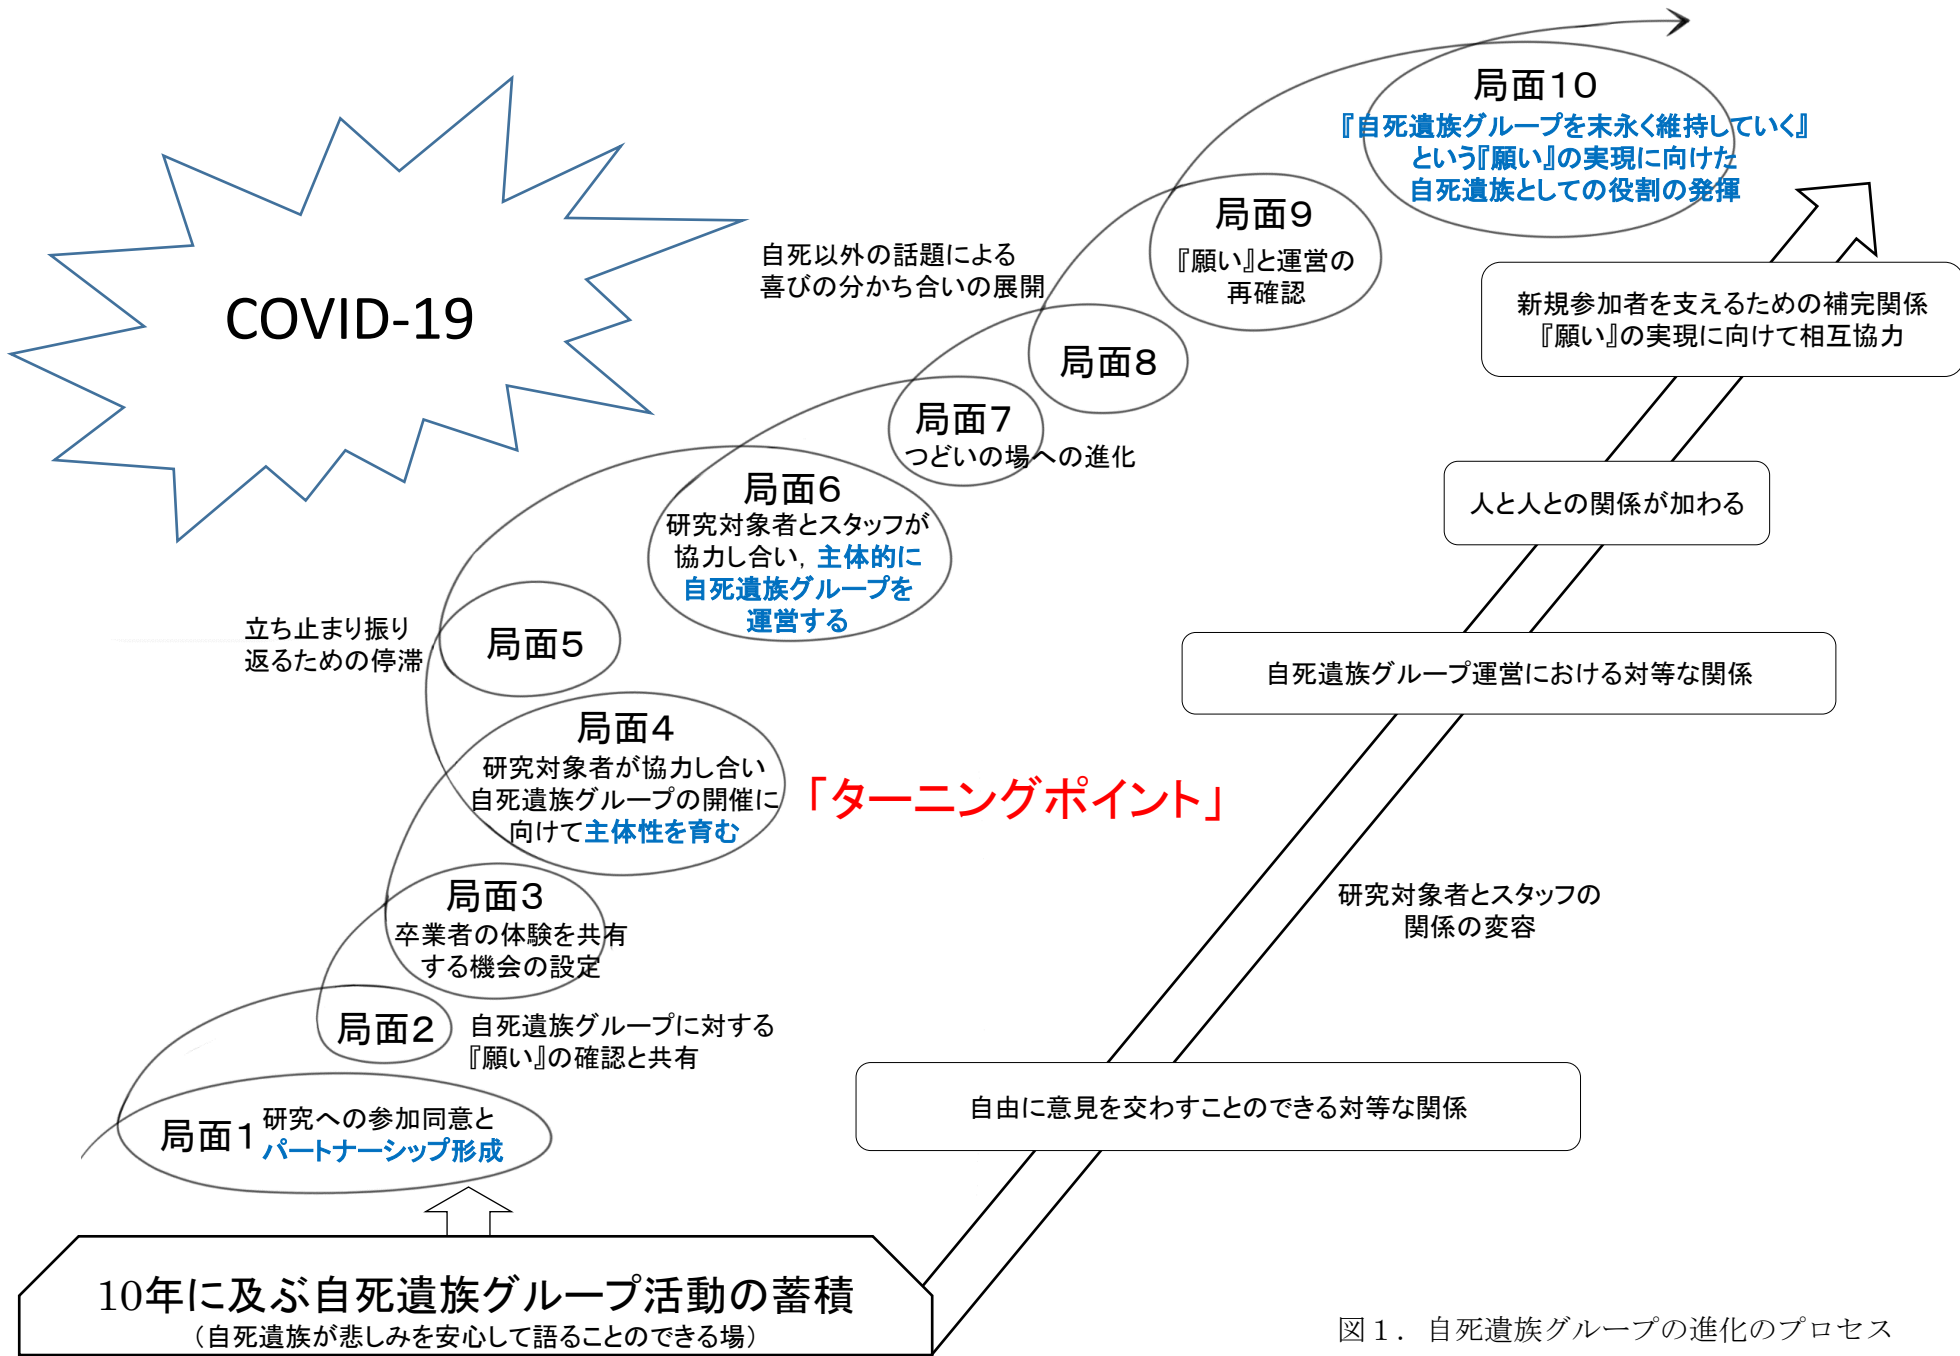 局面10
『自死遺族グループを末永く維持していく』
という『願い』の実現に向けた
自死遺族としての役割の発揮
局面9
『願い』と運営の
再確認
自死以外の話題による
喜びの分かち合いの展開
COVID-19
新規参加者を支えるための補完関係
『願い』の実現に向けて相互協力
局面8
局面7
つどいの場への進化
局面6
研究対象者とスタッフが
協力し合い，主体的に
自死遺族グループを
運営する
人と人との関係が加わる
立ち止まり振り
返るための停滞
局面5
自死遺族グループ運営における対等な関係
局面4
研究対象者が協力し合い
自死遺族グループの開催に
向けて主体性を育む
「ターニングポイント」
局面3
卒業者の体験を共有
する機会の設定
研究対象者とスタッフの
関係の変容
局面2
自死遺族グループに対する
『願い』の確認と共有
局面1
研究への参加同意と
パートナーシップ形成
自由に意見を交わすことのできる対等な関係
10年に及ぶ自死遺族グループ活動の蓄積
（自死遺族が悲しみを安心して語ることのできる場）
図１．自死遺族グループの進化のプロセス